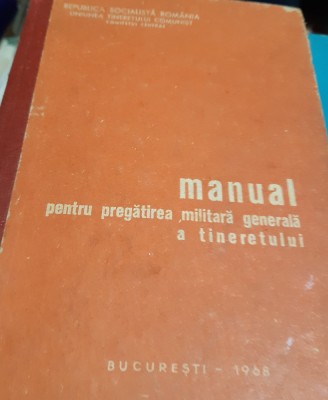 REPUBLICA SOCIALISTĂ ROMÂNIA
UNIUNEA TINERETULUI COMUNIST
manual
pentru pregătirea militară generală
a tineretului
BUCUREȘTI - 1968